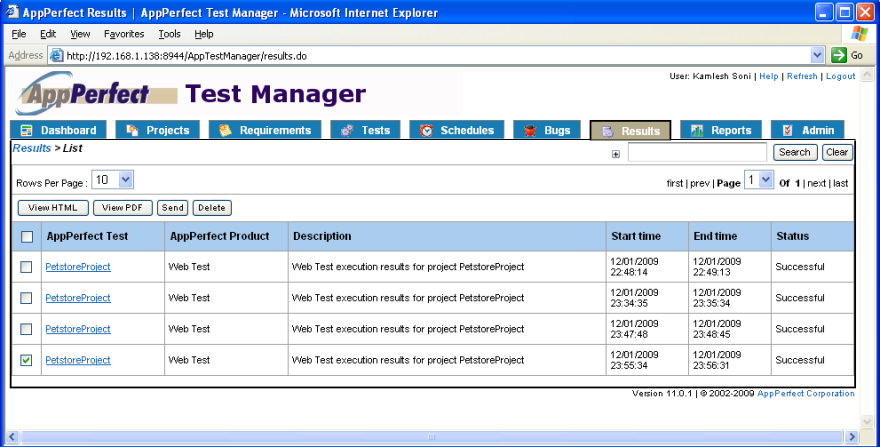 AppPerfect Results | AppPerfect Test Manager - Microsoft Internet Explorer
File Edit View Favorites Tools Help
Address http://192.168.1.138:8944/AppTestManager/results.do Go
User: Kamlesh Soni | Help | Refresh | Logout
AppPerfect Test Manager
Dashboard Projects Requirements Tests Schedules Bugs Results Reports Admin
Results > List Search Clear
Rows Per Page : 10 first | prev | Page 1 Of 1 | next | last
View HTML View PDF Send Delete
AppPerfect Test AppPerfect Product Description Start time End time Status
PetstoreProject Web Test Web Test execution results for project PetstoreProject 12/01/2009 22:48:14 12/01/2009 22:49:13 Successful
PetstoreProject Web Test Web Test execution results for project PetstoreProject 12/01/2009 23:34:35 12/01/2009 23:35:34 Successful
PetstoreProject Web Test Web Test execution results for project PetstoreProject 12/01/2009 23:47:48 12/01/2009 23:48:45 Successful
PetstoreProject Web Test Web Test execution results for project PetstoreProject 12/01/2009 23:55:34 12/01/2009 23:56:31 Successful
Version 11.0.1 | © 2002-2009 AppPerfect Corporation